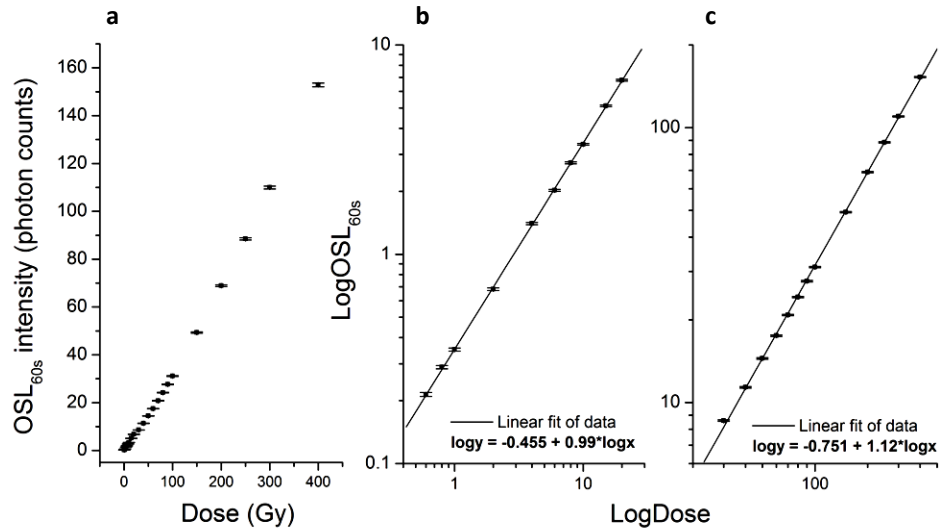 a
b
c
OSL60s intensity (photon counts)
160
140
120
100
80
60
40
20
0
0
100
200
300
400
Dose (Gy)
LogOSL60s
10
1
0.1
1
10
Linear fit of data
logy = -0.455 + 0.99*logx
100
10
100
Linear fit of data
logy = -0.751 + 1.12*logx
LogDose